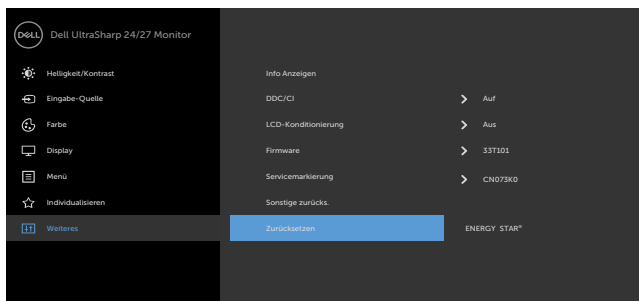 DELL Dell UltraSharp 24/27 Monitor
Helligkeit/Kontrast Info Anzeigen
Eingabe-Quelle DDC/CI Auf
Farbe LCD-Konditionierung Aus
Display Firmware 33T101
Menü Servicemarkierung CN073K0
Individualisieren Sonstige zurücks.
Weiteres Zurücksetzen ENERGY STAR®